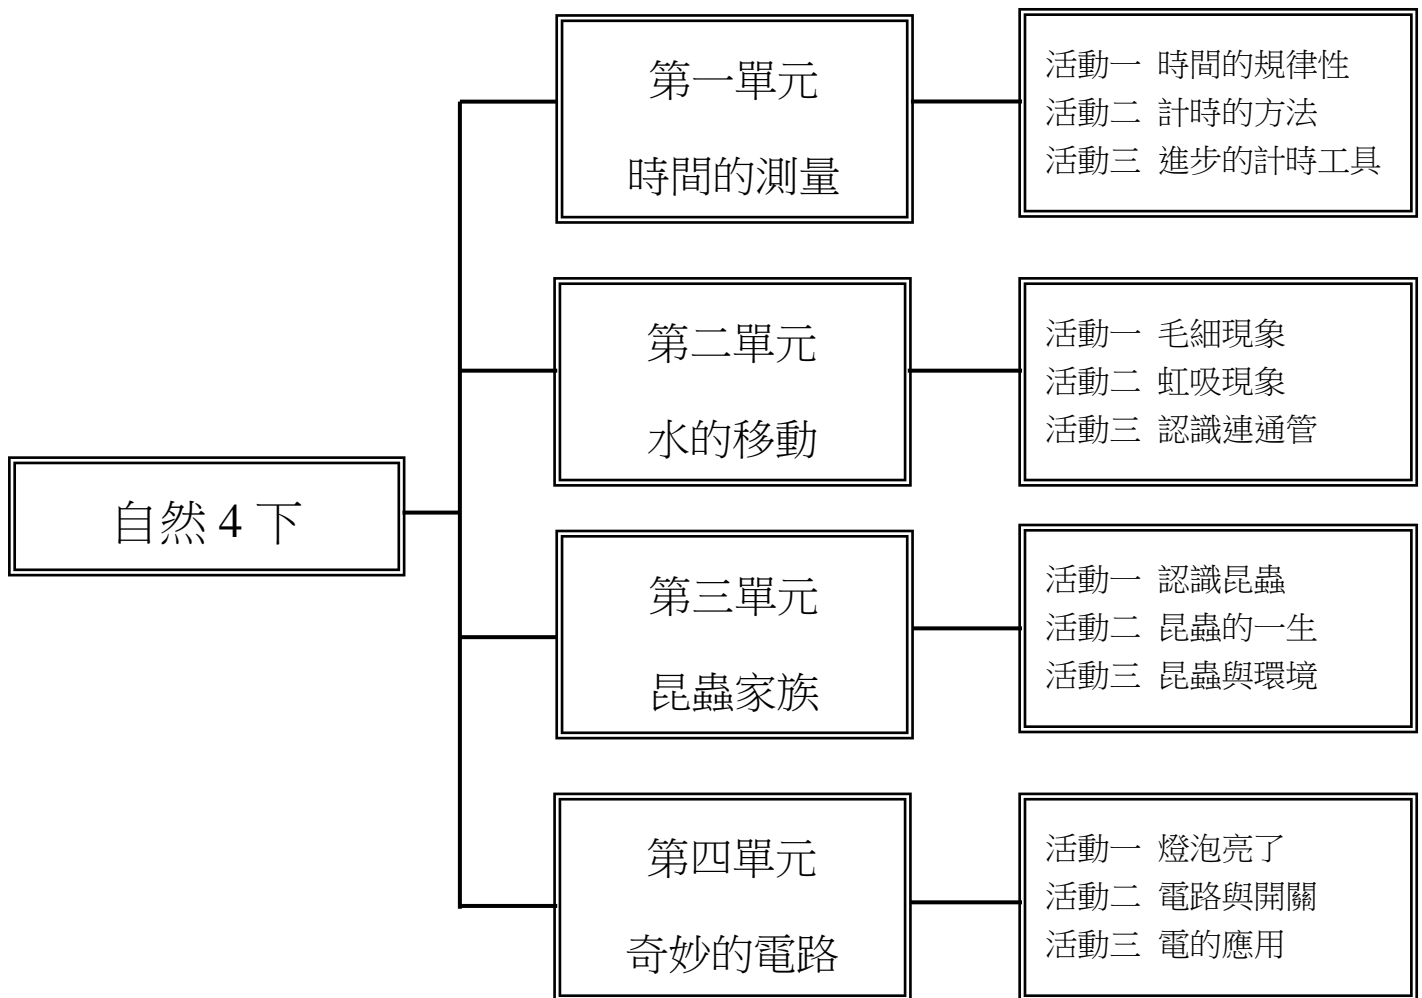 自然 4 下
第一單元
時間的測量
活動一 時間的規律性
活動二 計時的方法
活動三 進步的計時工具
第二單元
水的移動
活動一 毛細現象
活動二 虹吸現象
活動三 認識連通管
第三單元
昆蟲家族
活動一 認識昆蟲
活動二 昆蟲的一生
活動三 昆蟲與環境
第四單元
奇妙的電路
活動一 燈泡亮了
活動二 電路與開關
活動三 電的應用